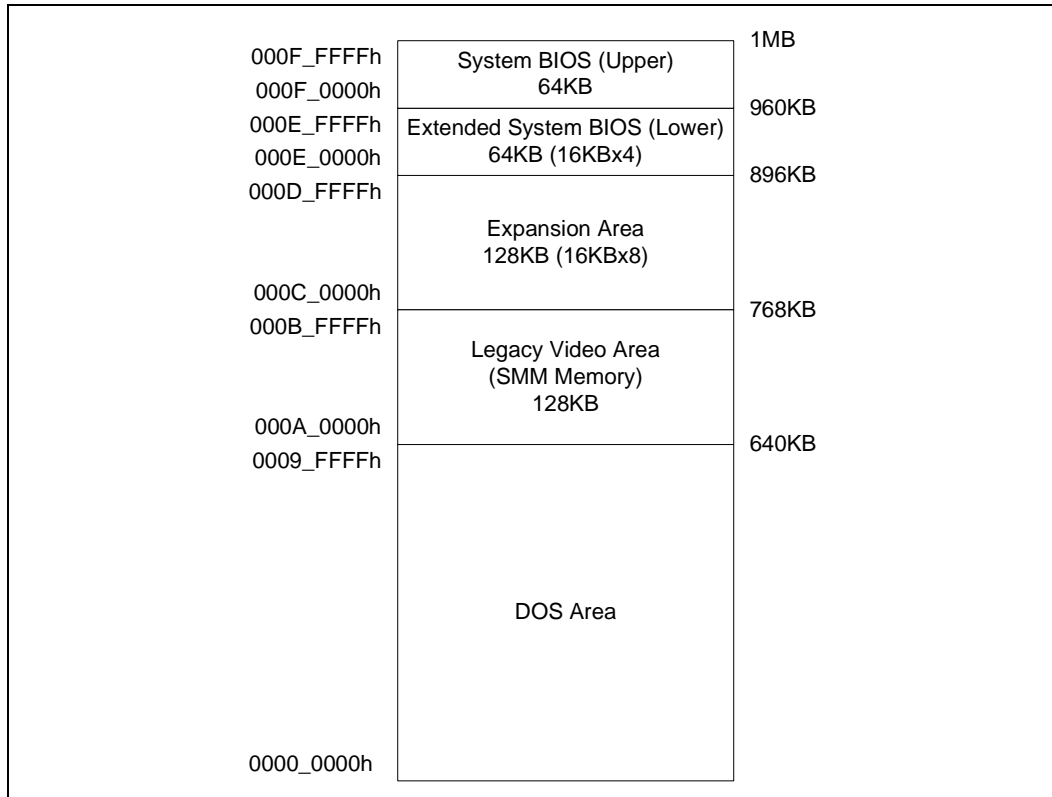 1MB
000F_FFFFh
System BIOS (Upper)
64KB
000F_0000h
960KB
000E_FFFFh
Extended System BIOS (Lower)
64KB (16KBx4)
000E_0000h
896KB
000D_FFFFh
Expansion Area
128KB (16KBx8)
000C_0000h
768KB
000B_FFFFh
Legacy Video Area
(SMM Memory)
128KB
000A_0000h
640KB
0009_FFFFh
DOS Area
0000_0000h